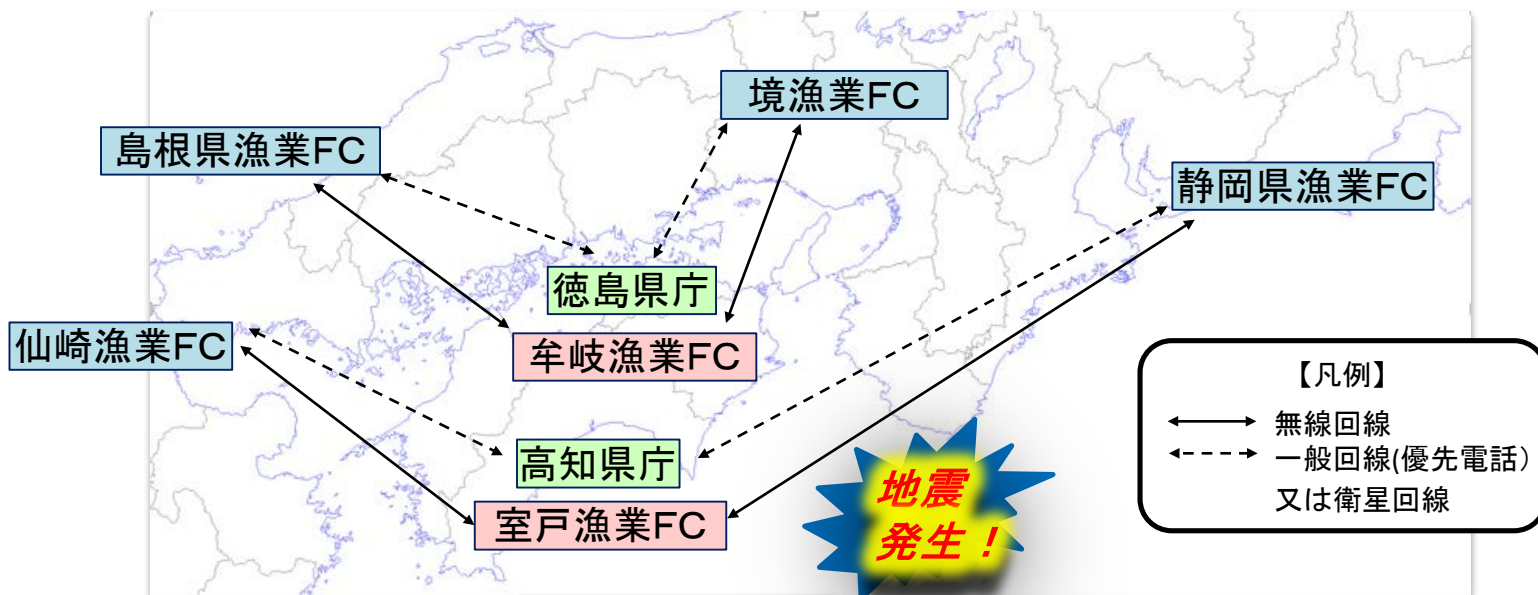 境漁業FC
島根県漁業FC
静岡県漁業FC
徳島県庁
仙崎漁業FC
牟岐漁業FC
高知県庁
室戸漁業FC
地震
発生！
【凡例】
無線回線
一般回線(優先電話）
又は衛星回線